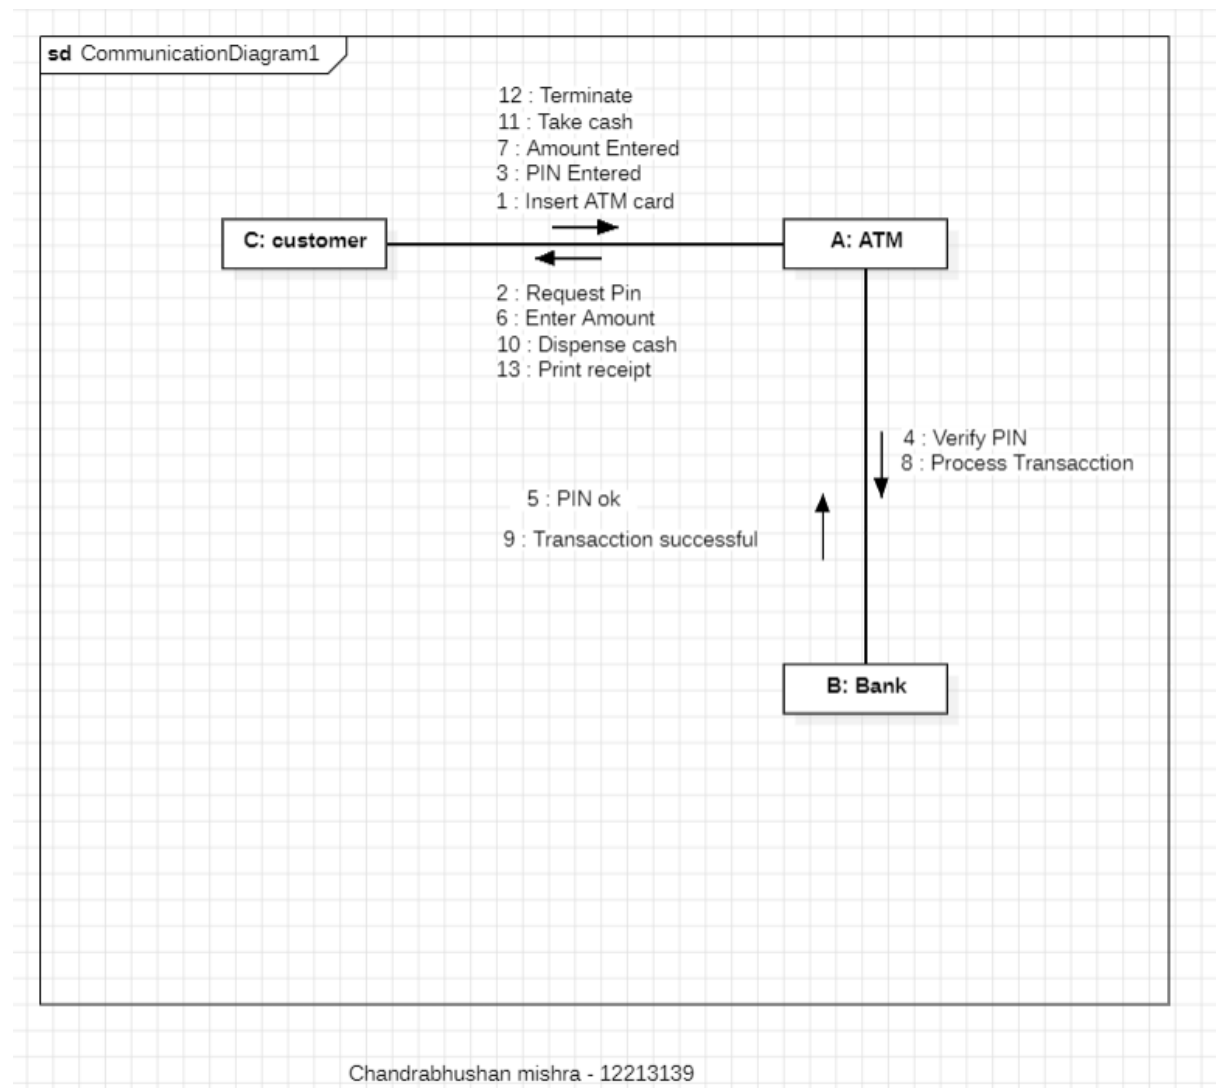 sd CommunicationDiagram1
12 : Terminate
11 : Take cash
7 : Amount Entered
3 : PIN Entered
1 : Insert ATM card
C: customer
A: ATM
2 : Request Pin
6 : Enter Amount
10 : Dispense cash
13 : Print receipt
4 : Verify PIN
8 : Process Transacction
5 : PIN ok
9 : Transacction successful
B: Bank
Chandrabhushan mishra - 12213139